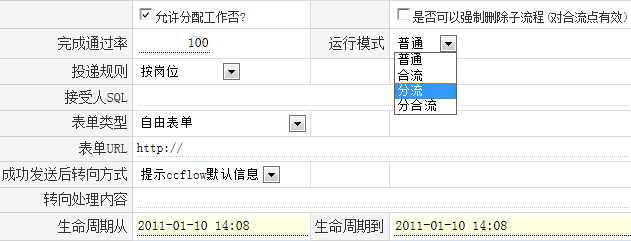 允许分配工作否? 是否可以强制删除子流程(对合流点有效)
完成通过率 100 运行模式 普通
普通
投递规则 按岗位 合流
接受人SQL 分流
分合流
表单类型 自由表单
表单URL http://
成功发送后转向方式 提示ccflow默认信息
转向处理内容
生命周期从 2011-01-10 14:08 生命周期到 2011-01-10 14:08